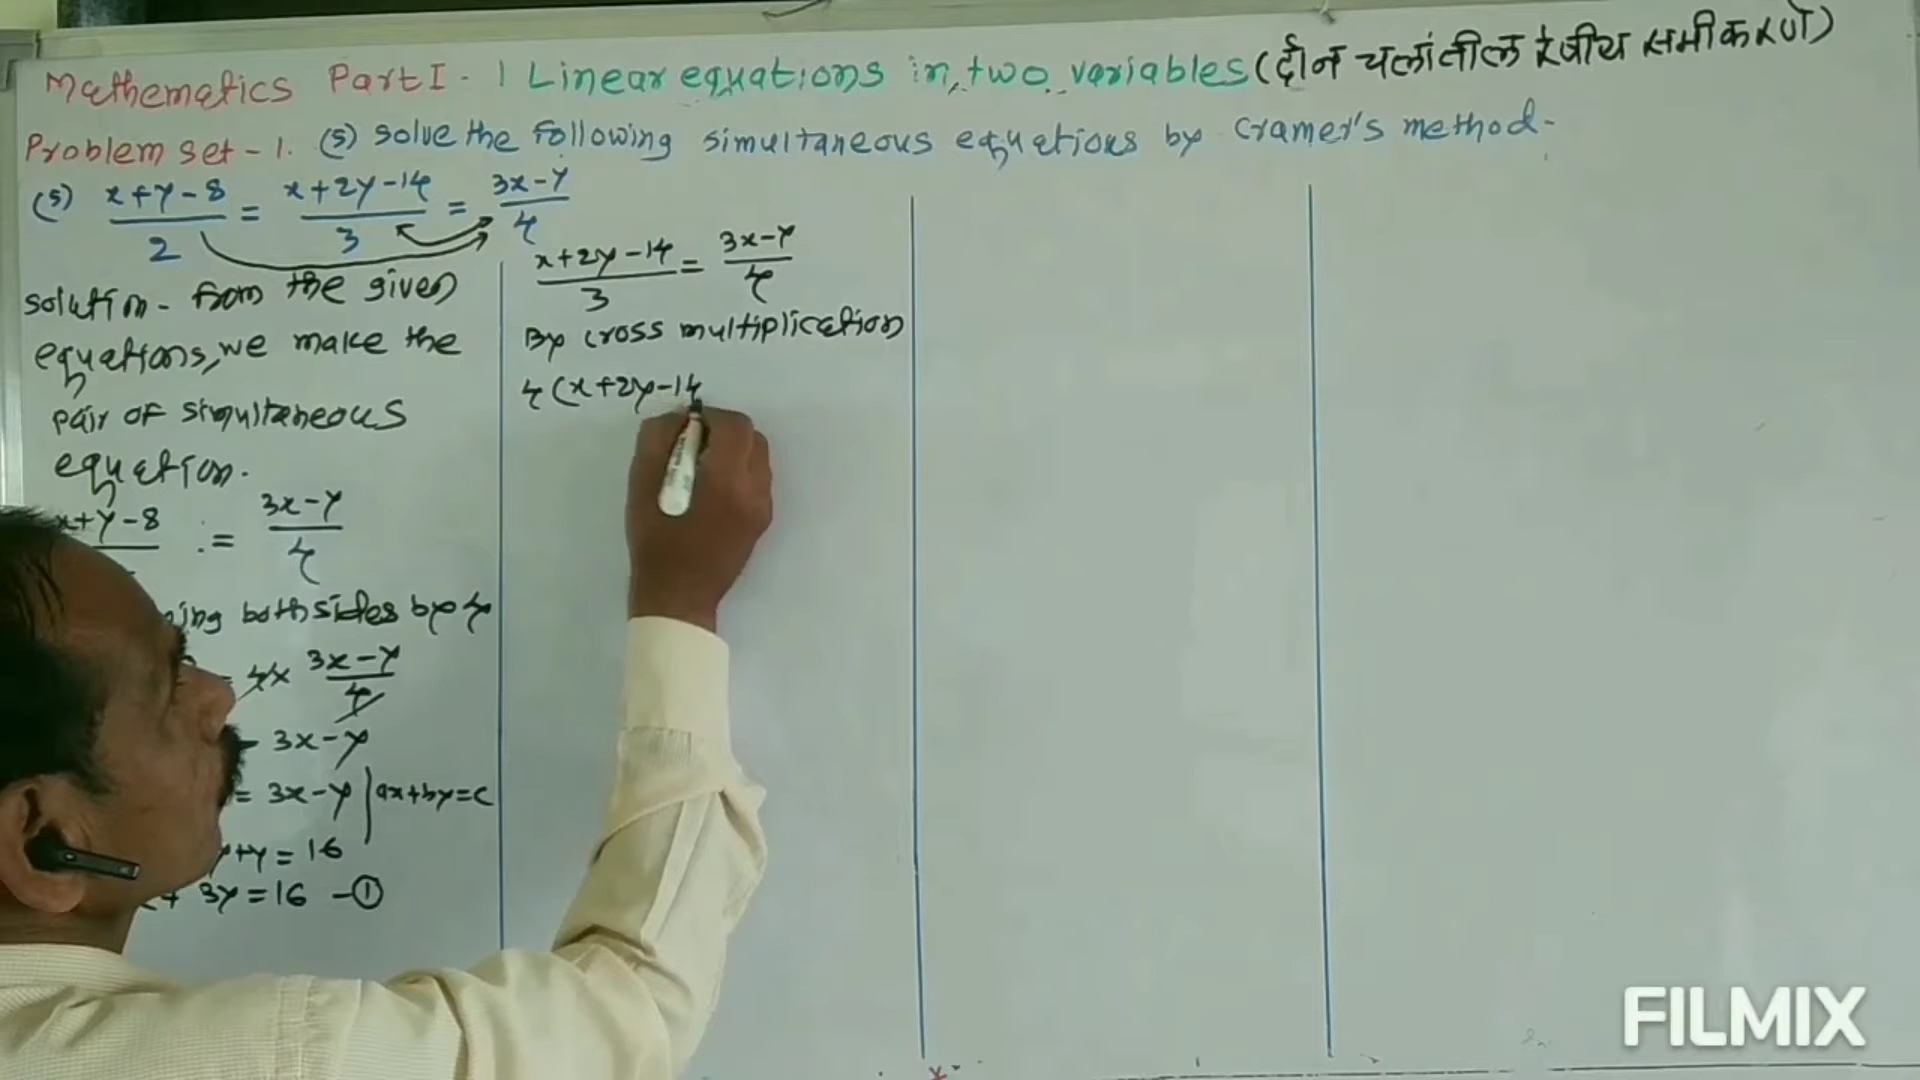 Mathematics Part I - 1 Linear equations in two variables (दोन चलांतील रेषीय समीकरणे)
Problem set - 1. (5) solve the following simultaneous equations by cramer's method-
(5) x+y-8/2 = x+2y-14/3 = 3x-y/4
solution - from the given
equations, we make the
pair of simultaneous
equation.
x+y-8 = 3x-y/4
both sides by 4
4x 3x-y/4
3x-y
= 3x-y | ax+by=c
y+y = 16
+ 3y = 16 - ①
x+2y-14/3 = 3x-y/4
By cross multiplication
4(x+2y-14
FILMIX